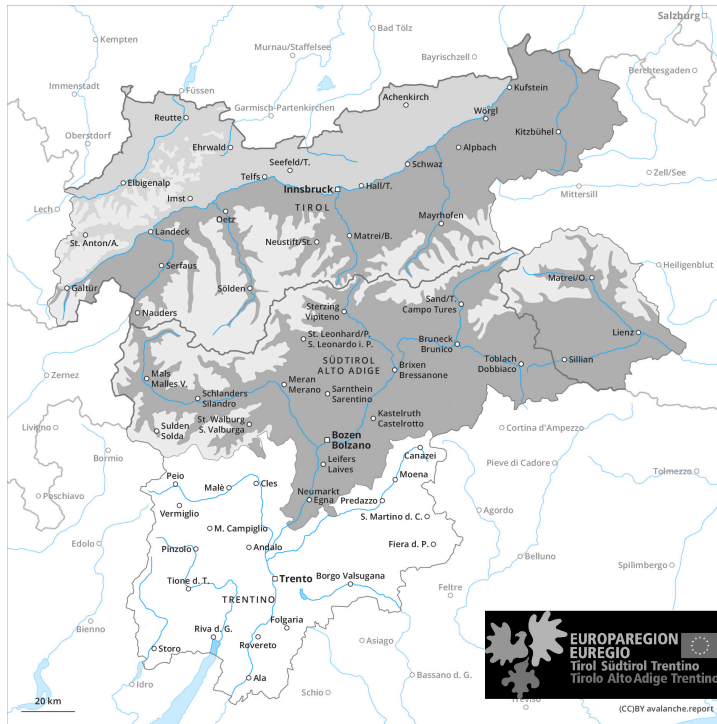 Salzburg
Kempten
Bad Tölz
Murnau/Staffelsee
Bayrischzell
Berchtesgaden
Immenstadt
Füssen
Garmisch-Partenkirchen
Achenkirch
Kufstein
Reutte
Wörgl
Oberstdorf
Ehrwald
Kitzbühel
Alpbach
Seefeld/T.
Schwaz
Zell/See
Elbigenalp
Telfs
Innsbruck
Hall/T.
Mittersill
Imst
TIROL
Lech
Oetz
Mayrhofen
St. Anton/A.
Landeck
Neustift/St.
Matrei/B.
Serfaus
Heiligenblut
Matrei/O.
Galtür
Sölden
Nauders
Sterzing
Vipiteno
Sand/T.
Campo Tures
St. Leonhard/P.
S. Leonardo i. P.
Lienz
Bruneck
Brunico
SÜDTIROL
ALTO ADIGE
Toblach
Dobbiaco
Sillian
Zernez
Mals
Malles V.
Meran
Merano
Brixen
Bressanone
Schlanders
Silandro
Sarnthein
Sarentino
Livigno
Sulden
Solda
St. Walburg
S. Valburga
Kastelruth
Castelrotto
Cortina d'Ampezzo
Bozen
Bolzano
Bormio
Canazei
Pieve di Cadore
Leifers
Laives
Tolmezzo
Peio
Moena
Malè
Cles
Poschiavo
Neumarkt
Egna
Predazzo
Vermiglio
Agordo
S. Martino d. C.
M. Campiglio
Edolo
Pinzolo
Andalo
Fiera d. P.
Belluno
Spilimbergo
Tione d. T.
Trento
Borgo Valsugana
Feltre
TRENTINO
Bienno
Folgaria
Riva d. G.
Rovereto
Asiago
Storo
Ala
Bassano d. G.
Idro
Schio
Treviso
EUROPAREGION
EUREGIO
Tirol Südtirol Trentino
Tirolo Alto Adige Trentino
20 km
(CC)BY avalanche.report